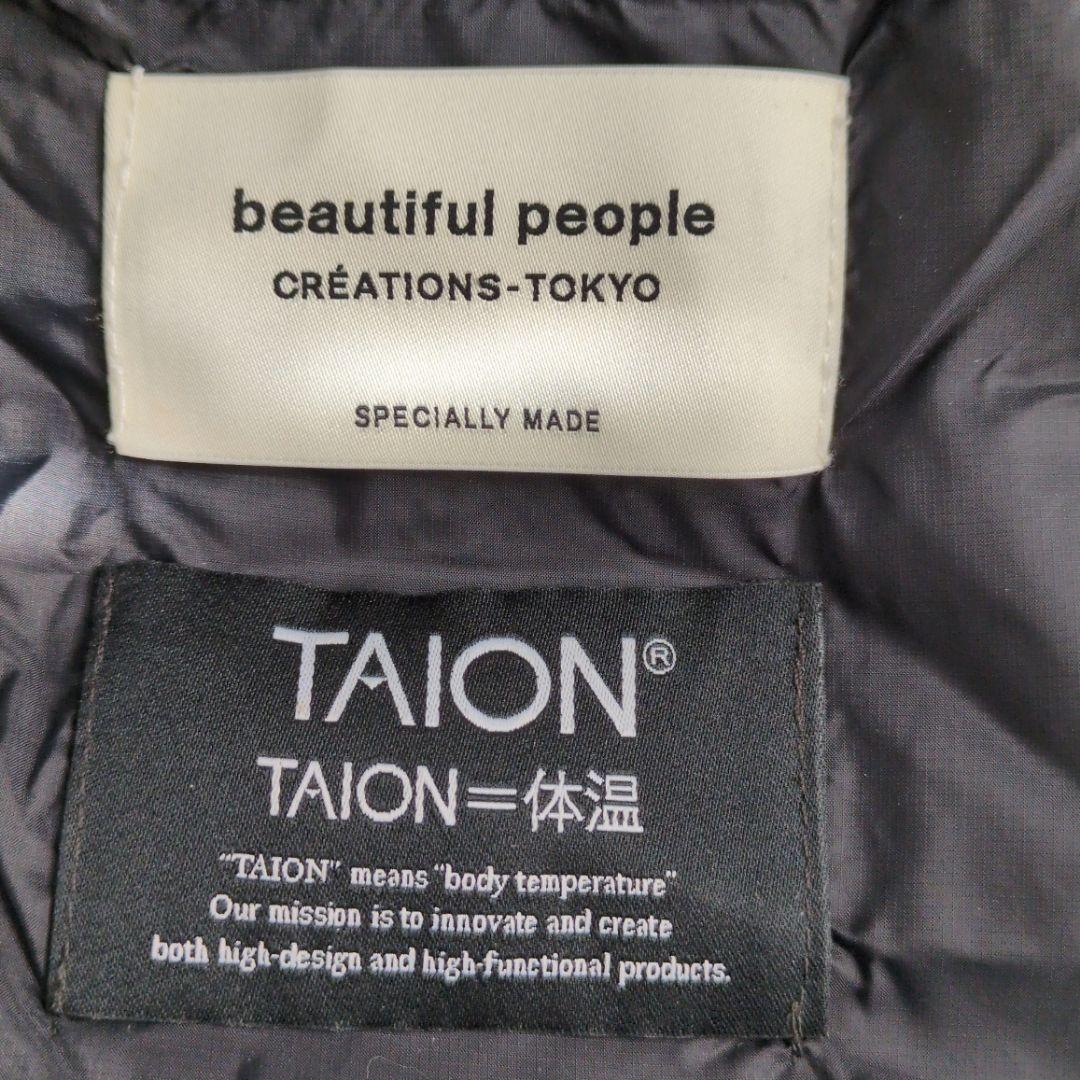 beautiful people
CRÉATIONS-TOKYO
SPECIALLY MADE
TAION®
TAION=体温
"TAION" means "body temperature"
Our mission is to innovate and create
both high-design and high-functional products.